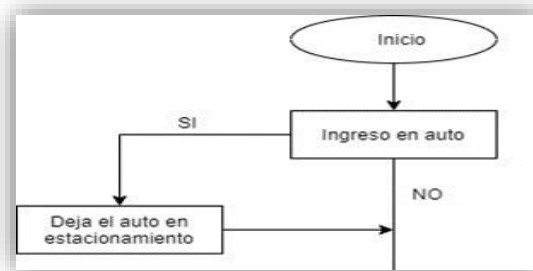 Inicio
Ingreso en auto
SI
NO
Deja el auto en
estacionamiento